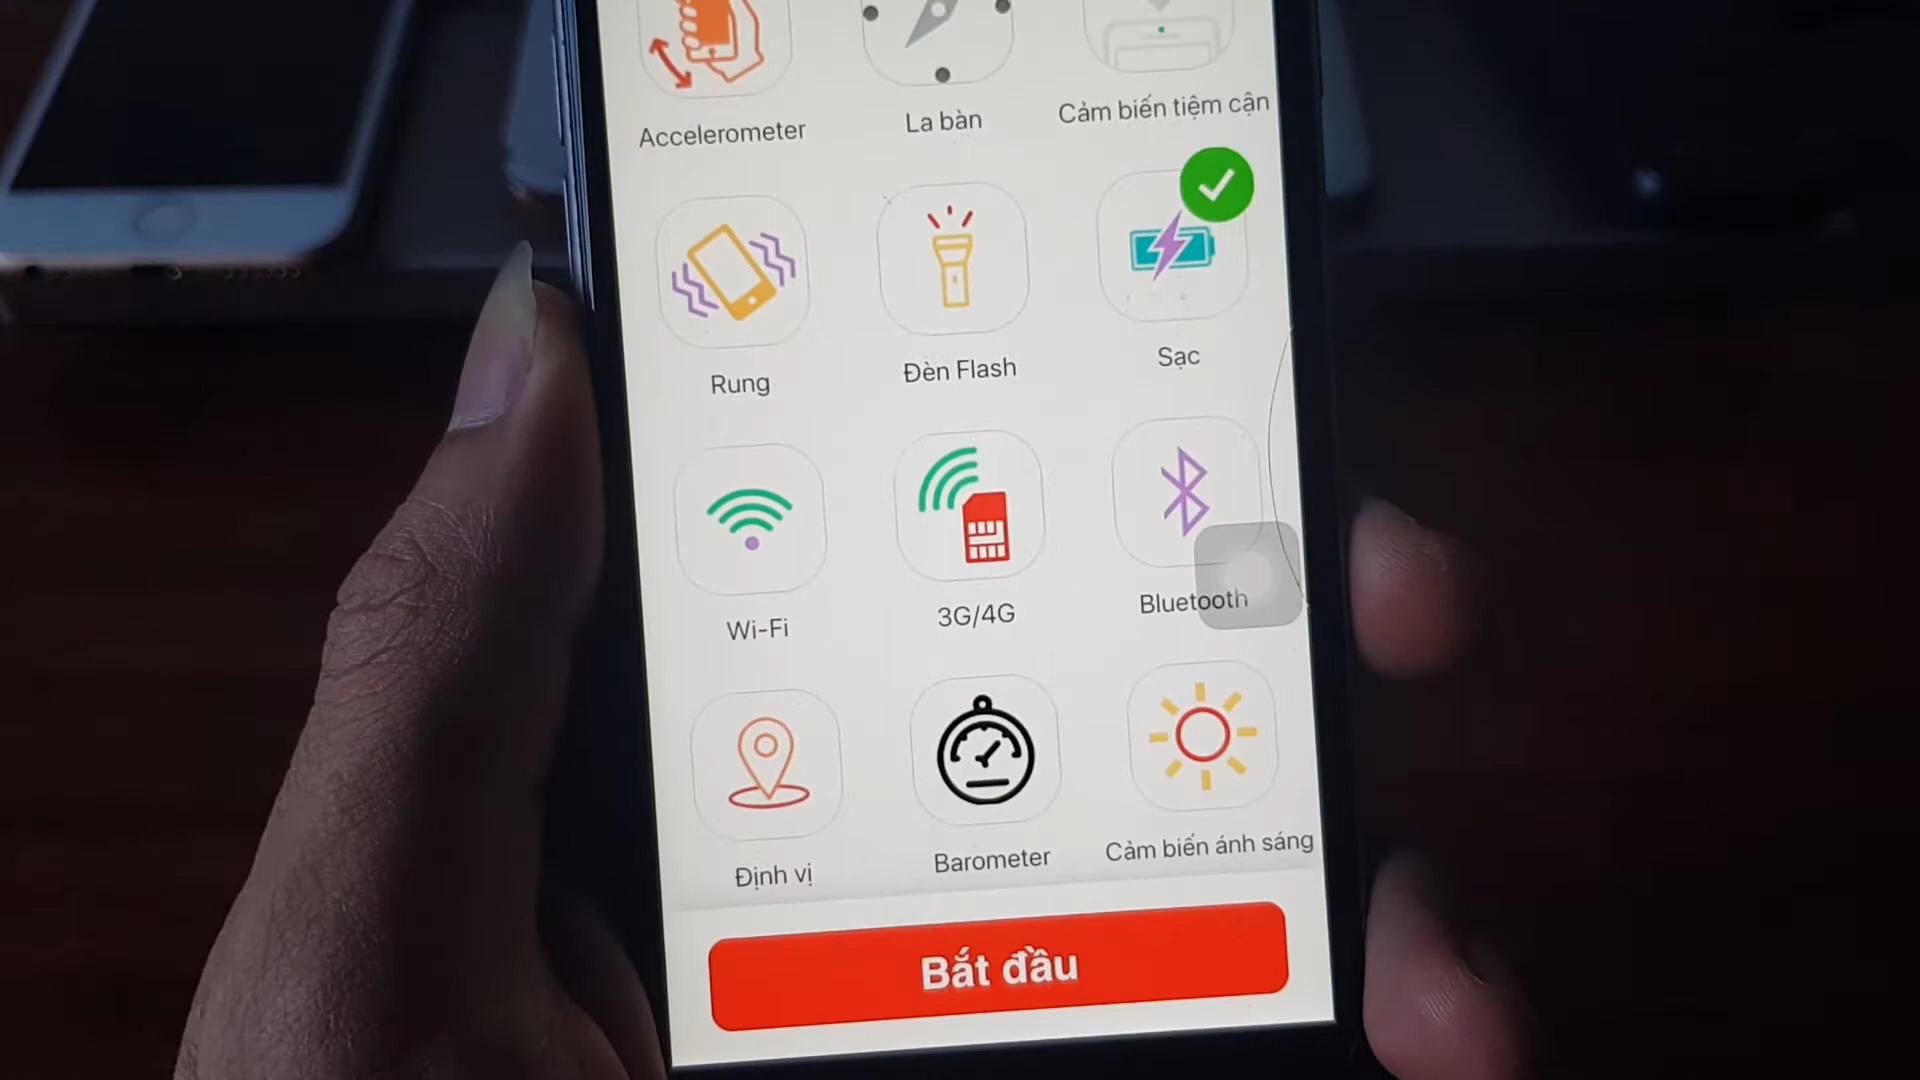 Accelerometer
La bàn
Cảm biến tiệm cận
Rung
Đèn Flash
Sạc
Wi-Fi
3G/4G
Bluetooth
Định vị
Barometer
Cảm biến ánh sáng
Bắt đầu